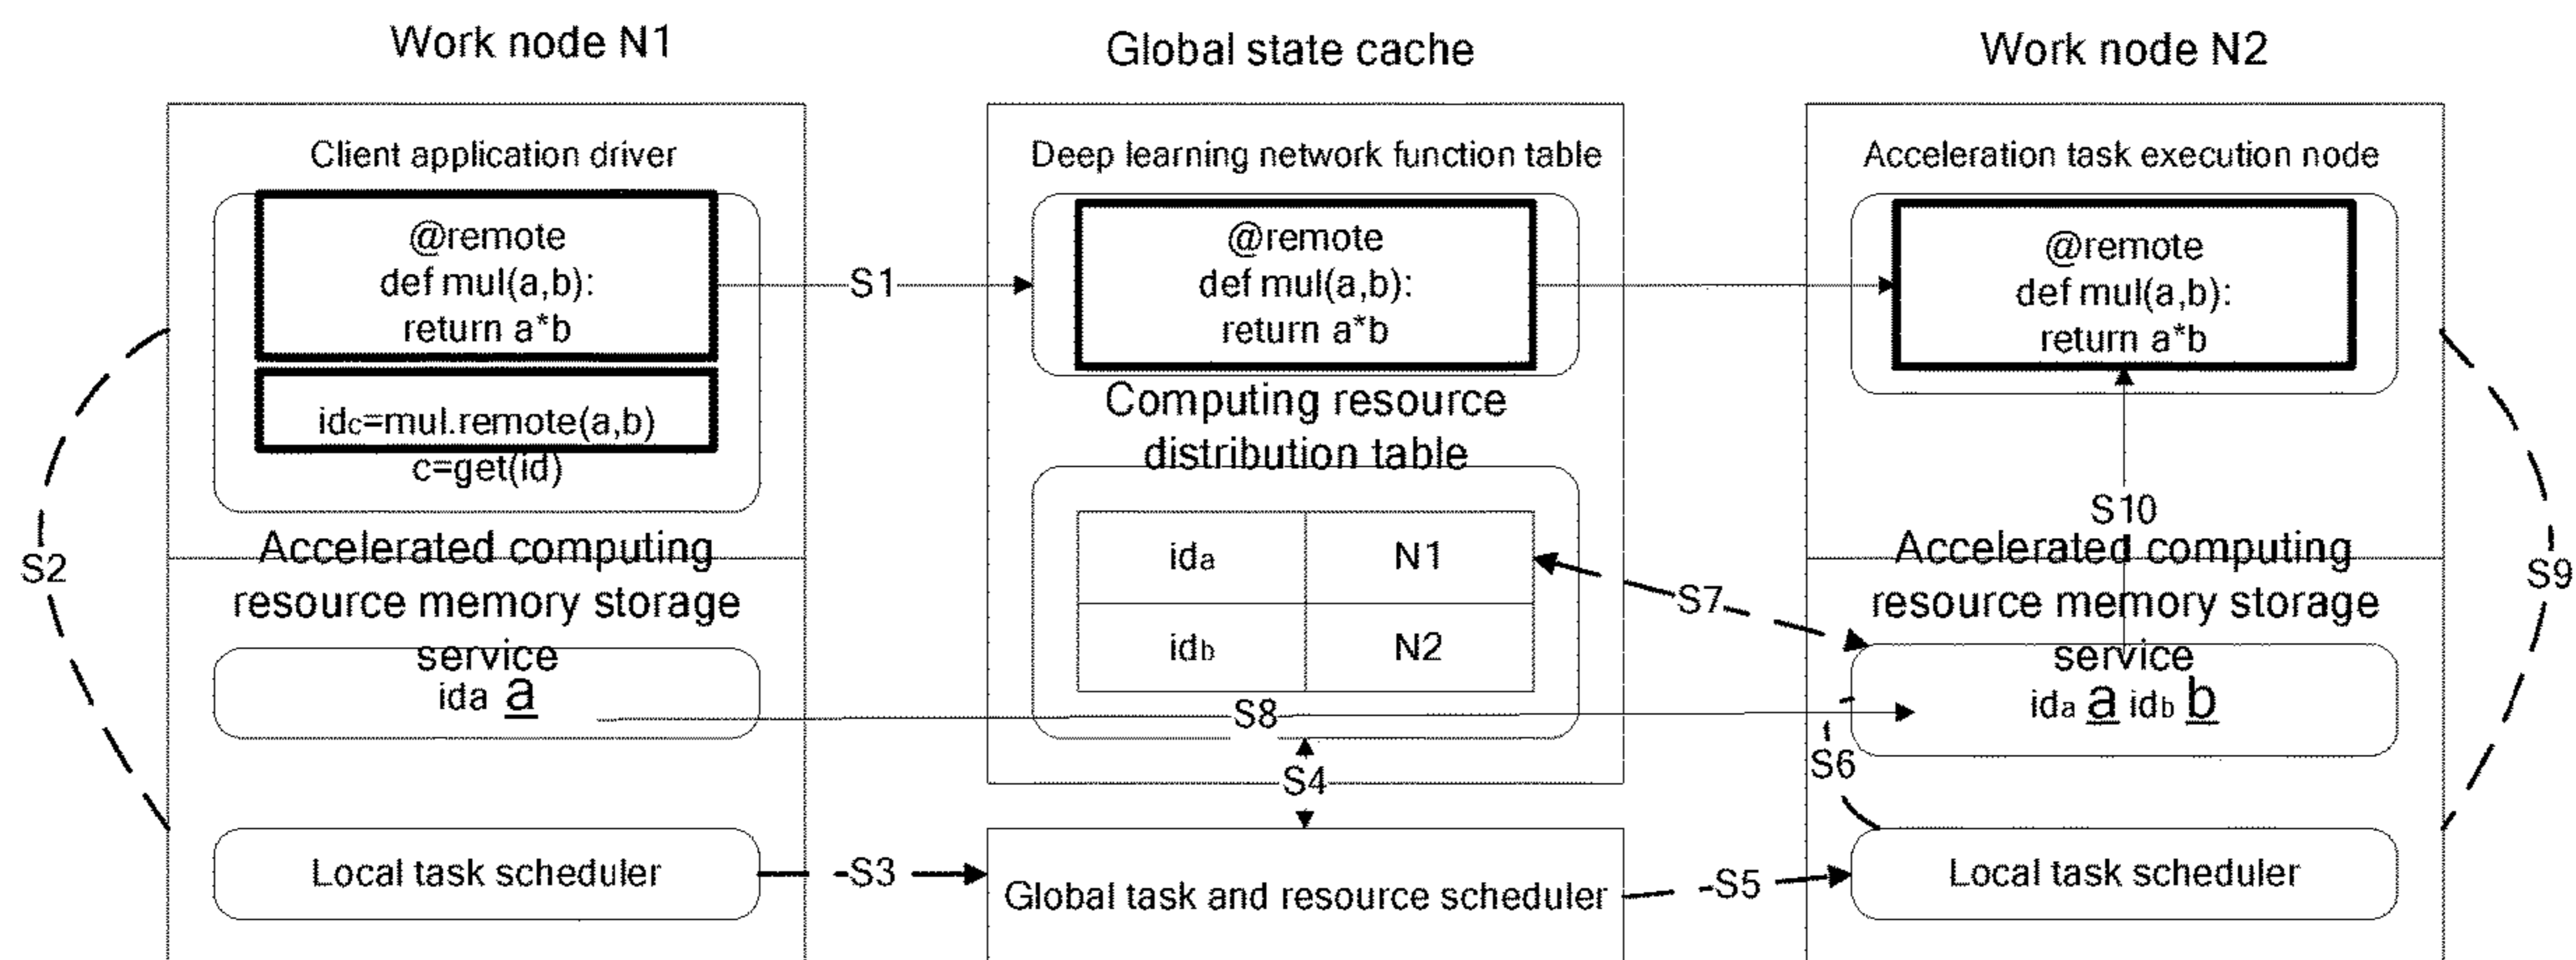 Work node N1
Global state cache
Work node N2
Client application driver
@remote
def mul(a,b):
return a*b
idc=mul.remote(a,b)
c=get(id)
Accelerated computing
resource memory storage
service
ida a
Local task scheduler
Deep learning network function table
@remote
def mul(a,b):
return a*b
Computing resource
distribution table
ida N1
idb N2
Global task and resource scheduler
Acceleration task execution node
@remote
def mul(a,b):
return a*b
Accelerated computing
resource memory storage
service
ida a idb b
Local task scheduler
S1
S2
S3
S4
S5
S6
S7
S8
S9
S10